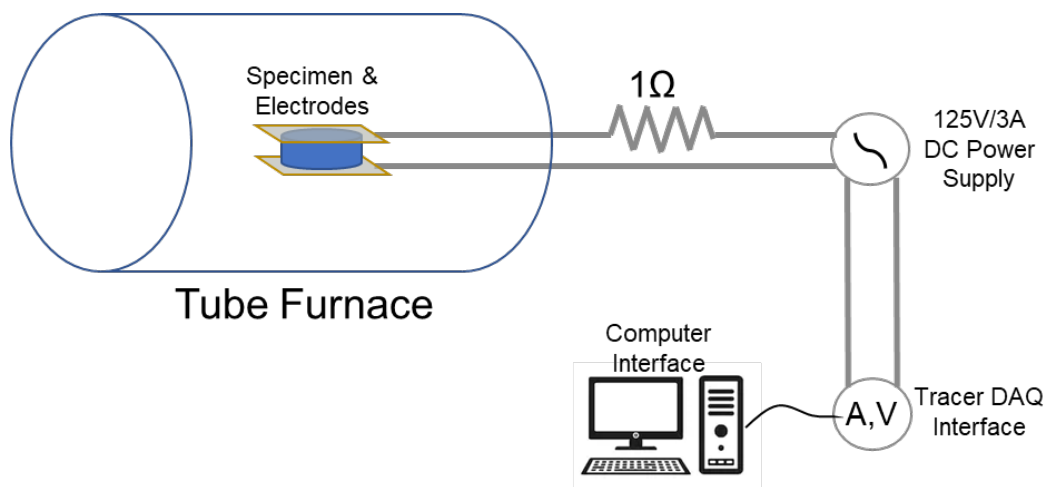 Specimen &
Electrodes
1Ω
125V/3A
DC Power
Supply
Tube Furnace
Computer
Interface
A,V
Tracer DAQ
Interface